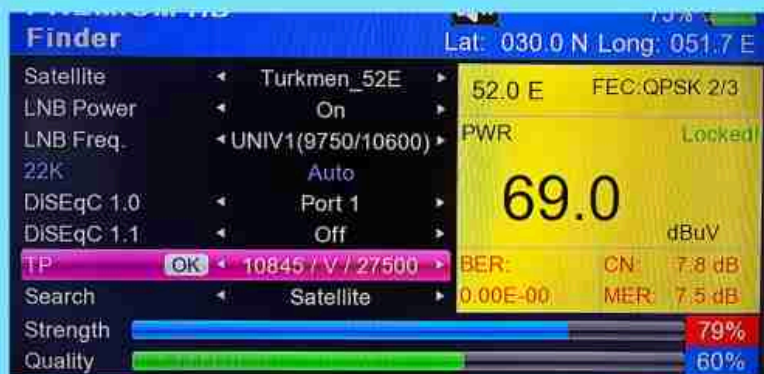 75%
Finder
Lat: 030.0 N Long: 051.7 E
Satellite Turkmen_52E
LNB Power On
LNB Freq. UNIV1(9750/10600)
22K Auto
DiSEqC 1.0 Port 1
DiSEqC 1.1 Off
TP OK 10845 / V / 27500
Search Satellite
52.0 E FEC:QPSK 2/3
PWR Locked!
69.0
dBuV
BER: CN: 7.8 dB
0.00E-00 MER: 7.5 dB
Strength 79%
Quality 60%